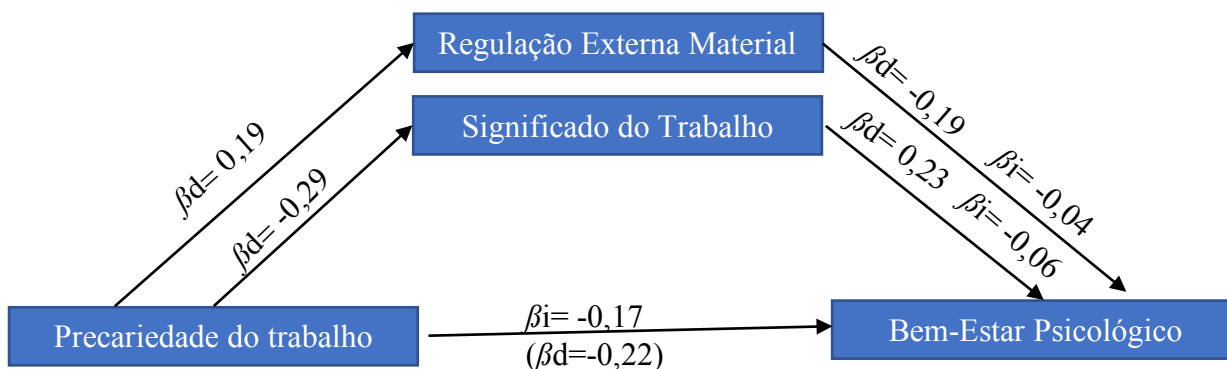 Regulação Externa Material
Significado do Trabalho
βd= 0,19
βd= -0,29
βd= -0,19 βi= -0,04
βd= 0,23 βi= -0,06
Precariedade do trabalho
βi= -0,17
(βd=-0,22)
Bem-Estar Psicológico